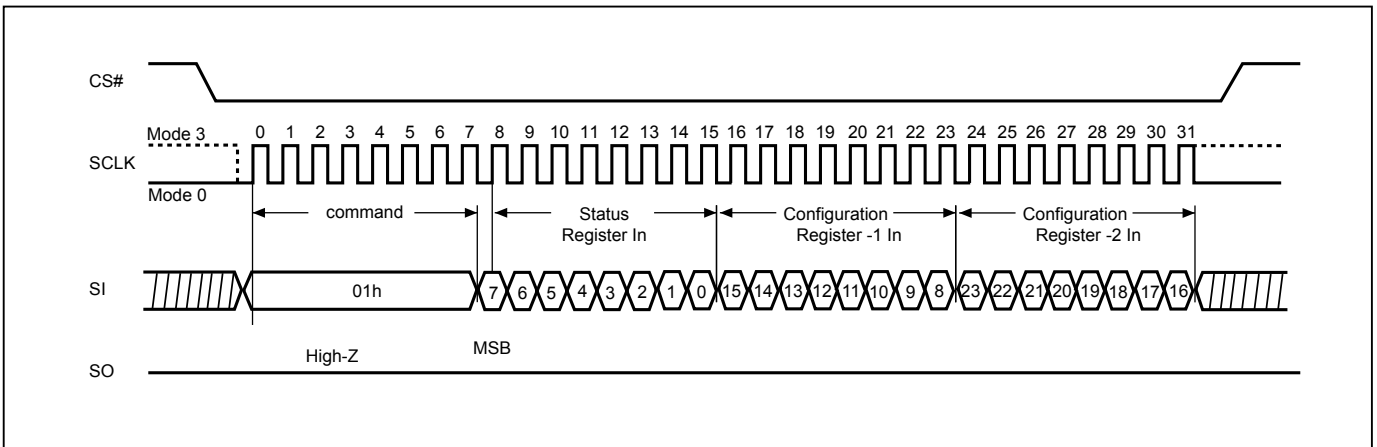 CS#
Mode 3
0 1 2 3 4 5 6 7 8 9 10 11 12 13 14 15 16 17 18 19 20 21 22 23 24 25 26 27 28 29 30 31
SCLK
Mode 0
command Status Configuration Configuration
Register In Register -1 In Register -2 In
SI 01h 7 6 5 4 3 2 1 0 15 14 13 12 11 10 9 8 23 22 21 20 19 18 17 16
High-Z MSB
SO